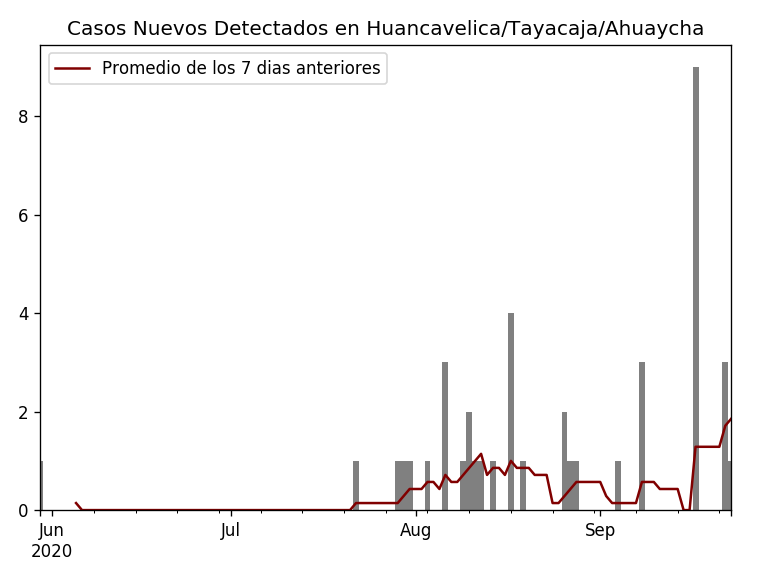 Casos Nuevos Detectados en Huancavelica/Tayacaja/Ahuaycha
Promedio de los 7 dias anteriores
8
6
4
2
0
Jun Jul Aug Sep
2020